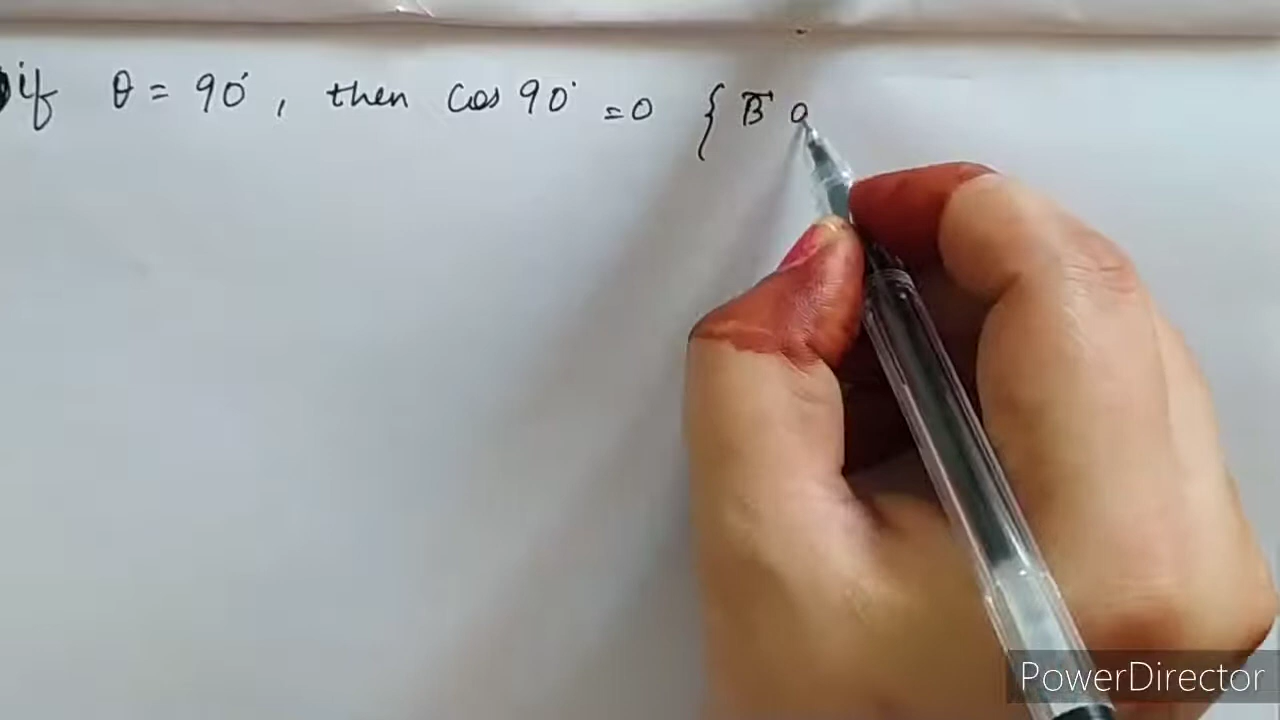 if θ = 90°, then cos 90° = 0 { B⃗ a
PowerDirector